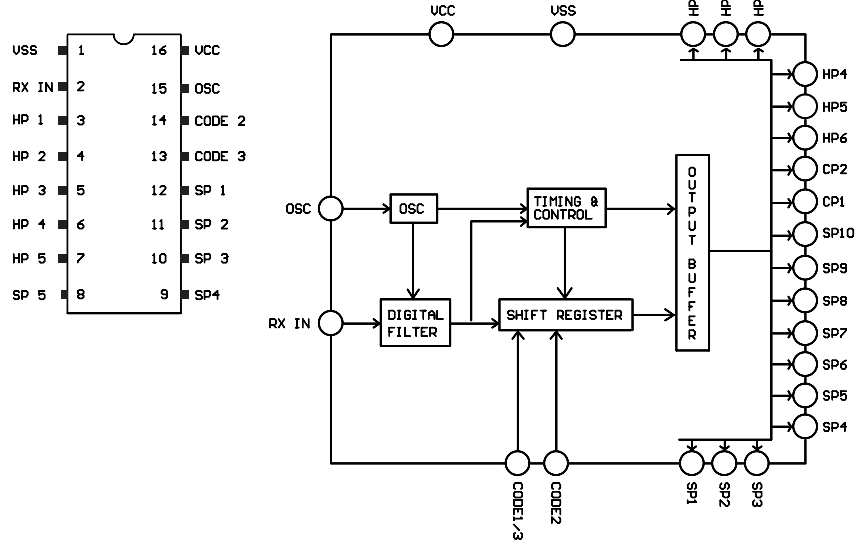 VSS 1 16 VCC
RX IN 2 15 OSC
HP 1 3 14 CODE 2
HP 2 4 13 CODE 3
HP 3 5 12 SP 1
HP 4 6 11 SP 2
HP 5 7 10 SP 3
SP 5 8 9 SP4
VCC
VSS
HP
HP
HP
HP4
HP5
HP6
CP2
CP1
SP10
SP9
SP8
SP7
SP6
SP5
SP4
OSC
OSC
TIMING &
CONTROL
OUTPUT BUFFER
RX IN
DIGITAL
FILTER
SHIFT REGISTER
CODE1/3
CODE2
SP1
SP2
SP3